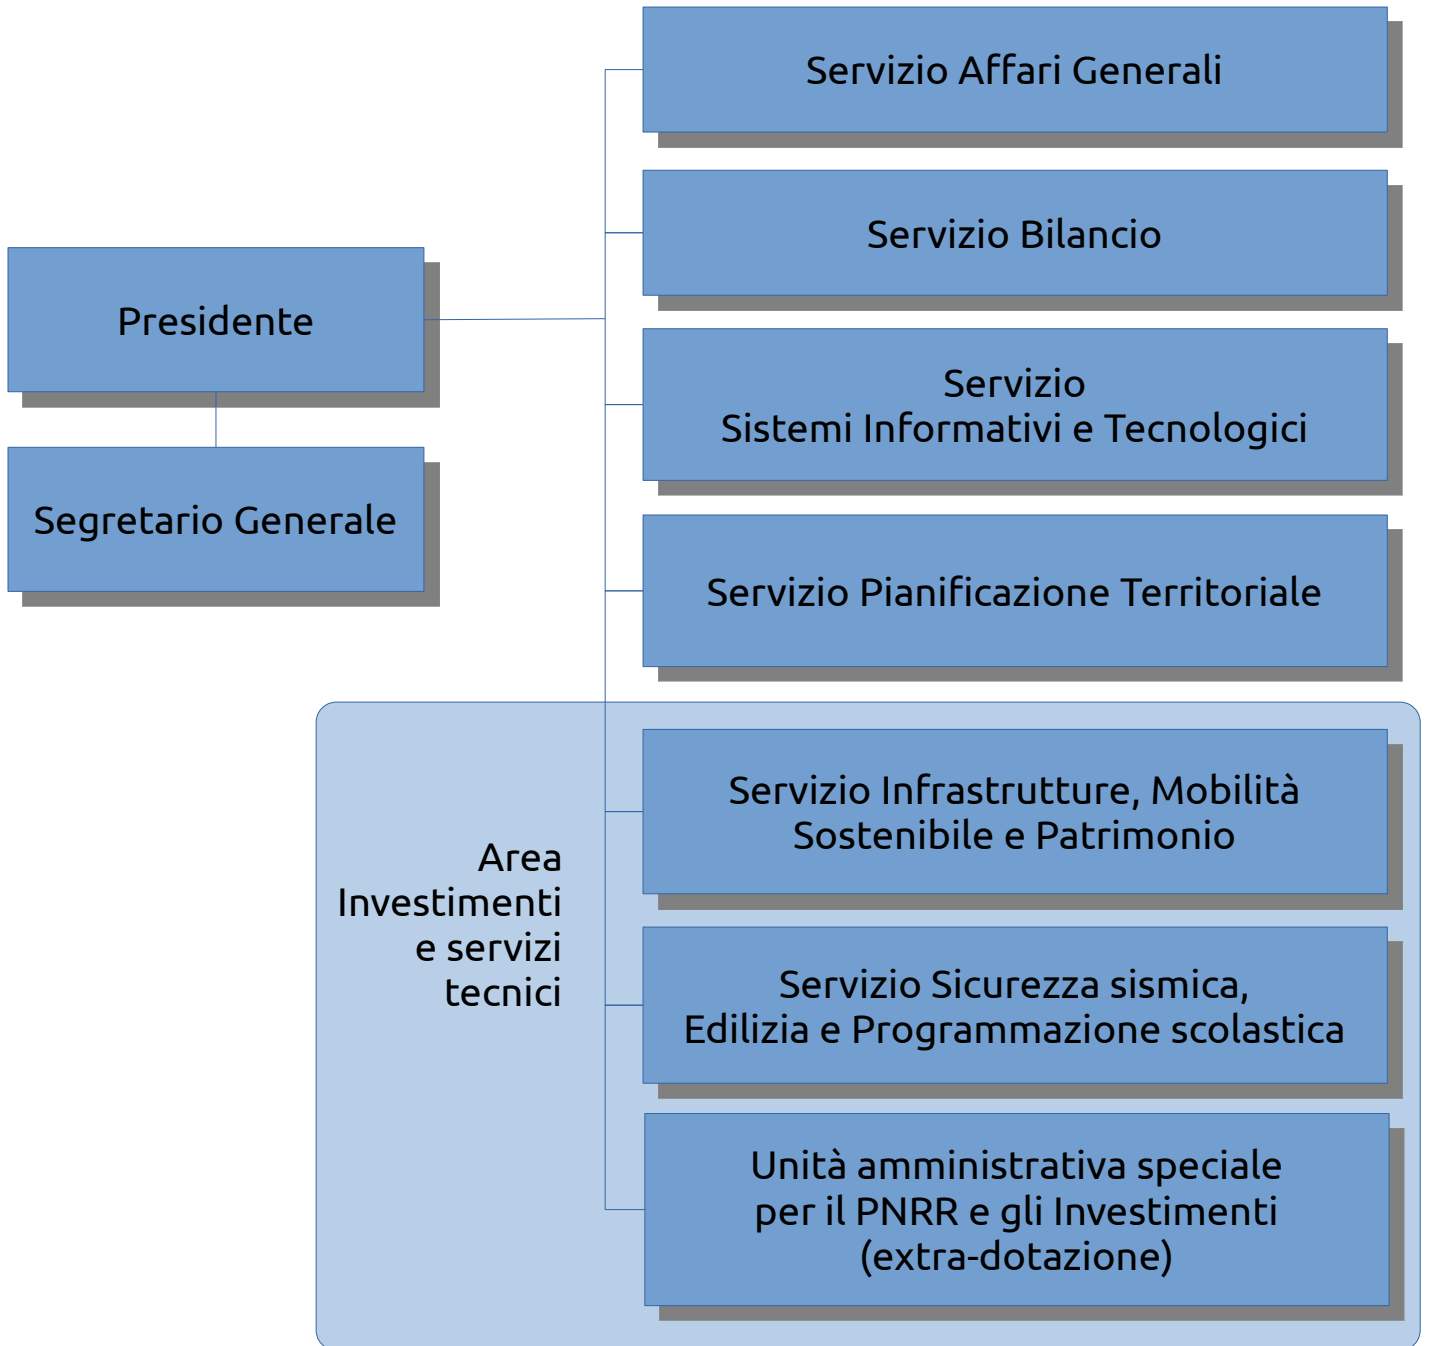 Servizio Affari Generali
Servizio Bilancio
Presidente
Servizio
Sistemi Informativi e Tecnologici
Segretario Generale
Servizio Pianificazione Territoriale
Area
Investimenti
e servizi
tecnici
Servizio Infrastrutture, Mobilità
Sostenibile e Patrimonio
Servizio Sicurezza sismica,
Edilizia e Programmazione scolastica
Unità amministrativa speciale
per il PNRR e gli Investimenti
(extra-dotazione)